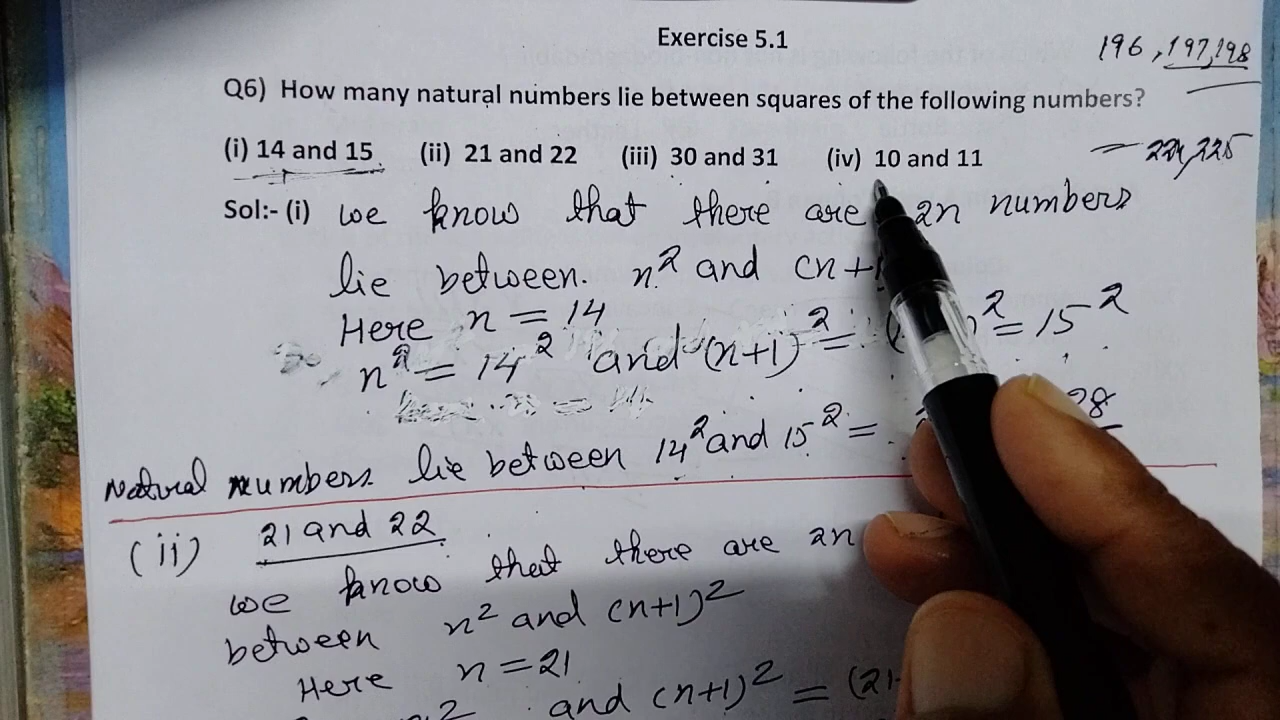 Exercise 5.1
196, 197, 198
Q6) How many natural numbers lie between squares of the following numbers?
— 224, 225
(i) 14 and 15 (ii) 21 and 22 (iii) 30 and 31 (iv) 10 and 11
Sol:- (i) we know that there are 2n numbers
lie between. n² and (n+
Here n = 14
n² = 14² and (n+1)² = ( )² = 15²
Natural numbers lie between 14² and 15² = 28
(ii) 21 and 22
we know that there are 2n
between n² and (n+1)²
Here n = 21
and (n+1)² = (21